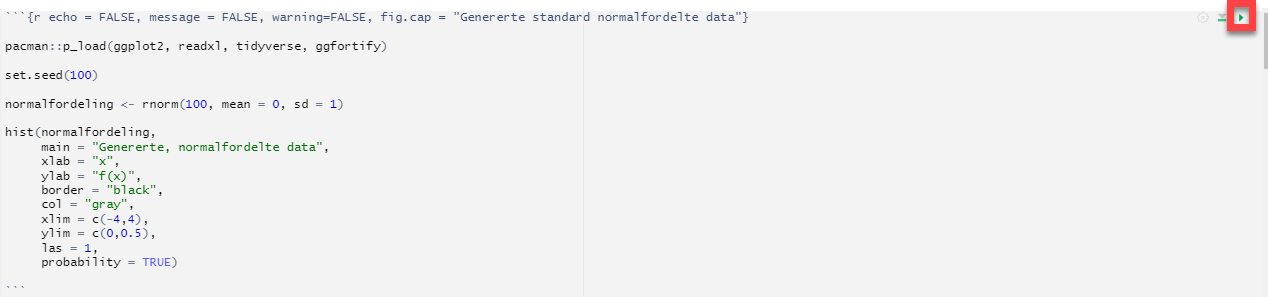 ```{r echo = FALSE, message = FALSE, warning=FALSE, fig.cap = "Genererte standard normalfordelte data"}
pacman::p_load(ggplot2, readxl, tidyverse, ggfortify)
set.seed(100)
normalfordeling <- rnorm(100, mean = 0, sd = 1)
hist(normalfordeling,
     main = "Genererte, normalfordelte data",
     xlab = "x",
     ylab = "f(x)",
     border = "black",
     col = "gray",
     xlim = c(-4,4),
     ylim = c(0,0.5),
     las = 1,
     probability = TRUE)
```